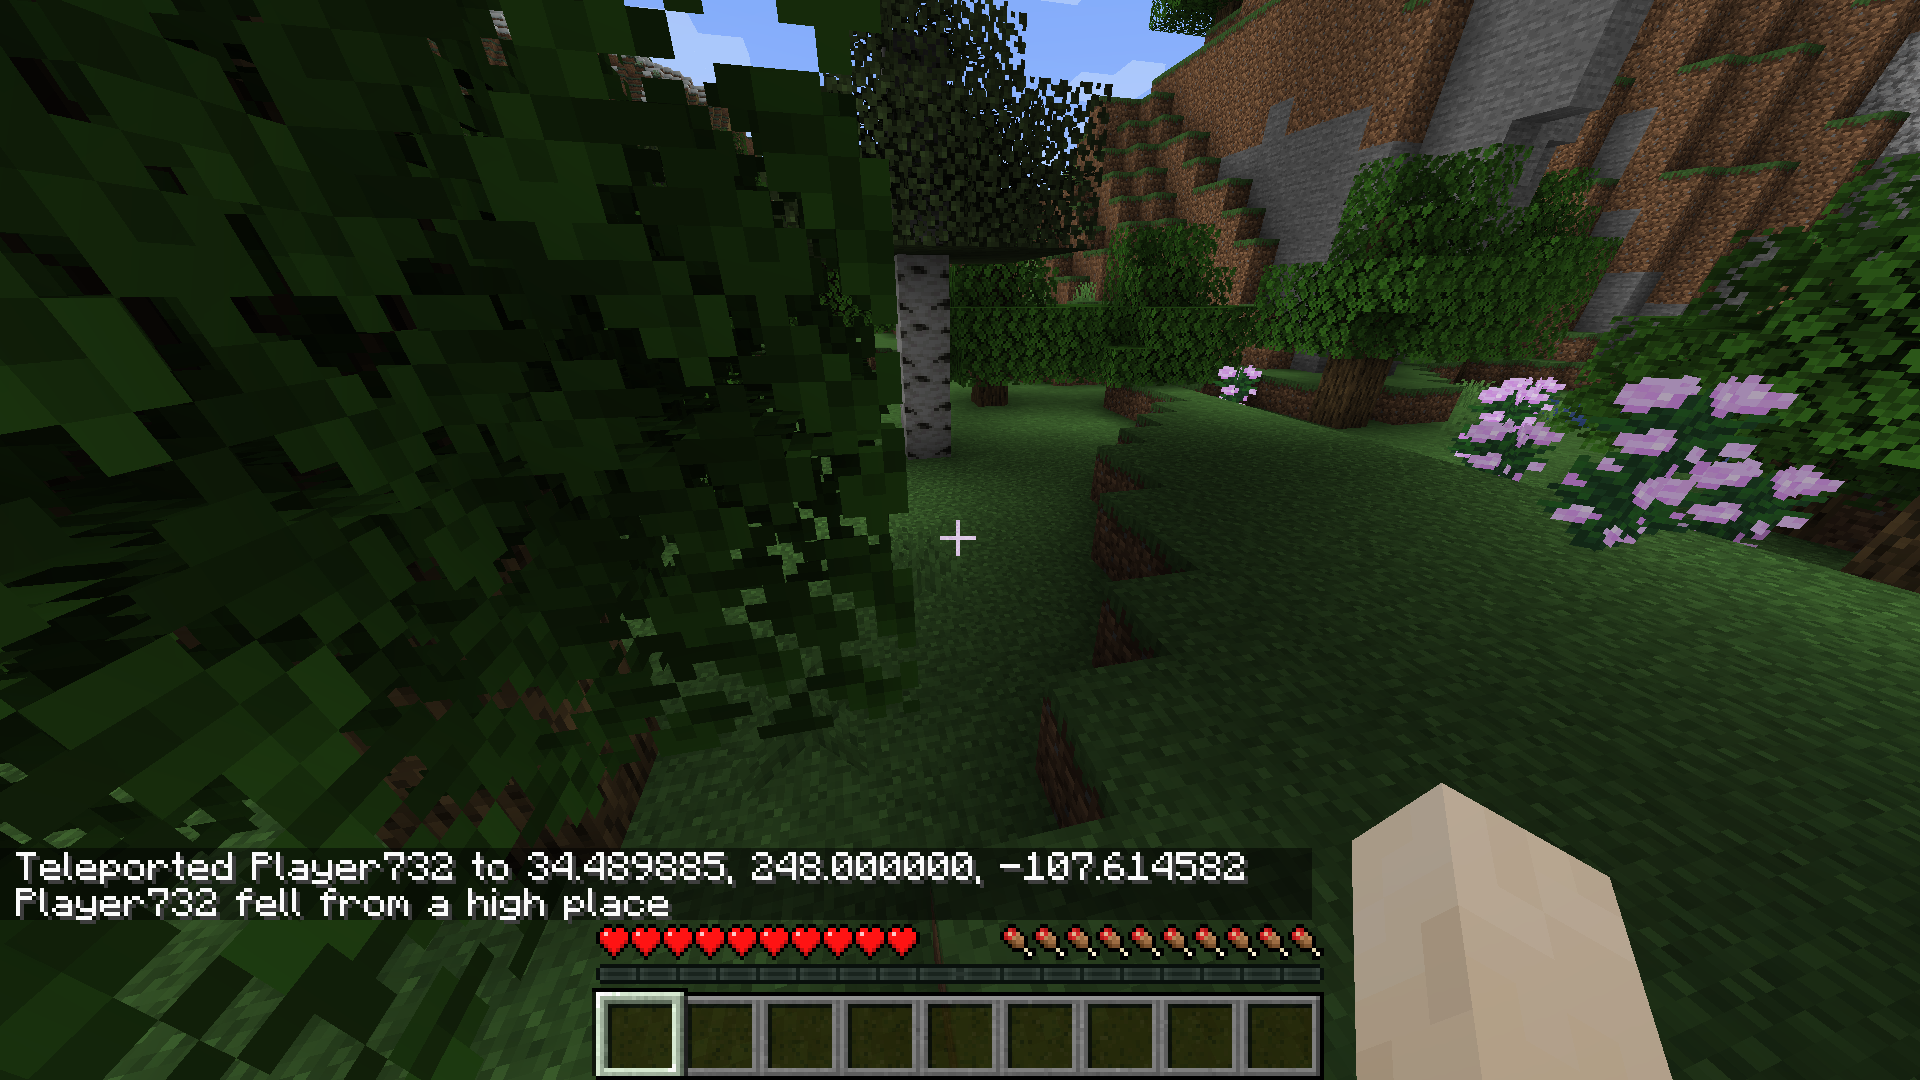 Teleported Player732 to 34.489885, 248.000000, -107.614582
Player732 fell from a high place